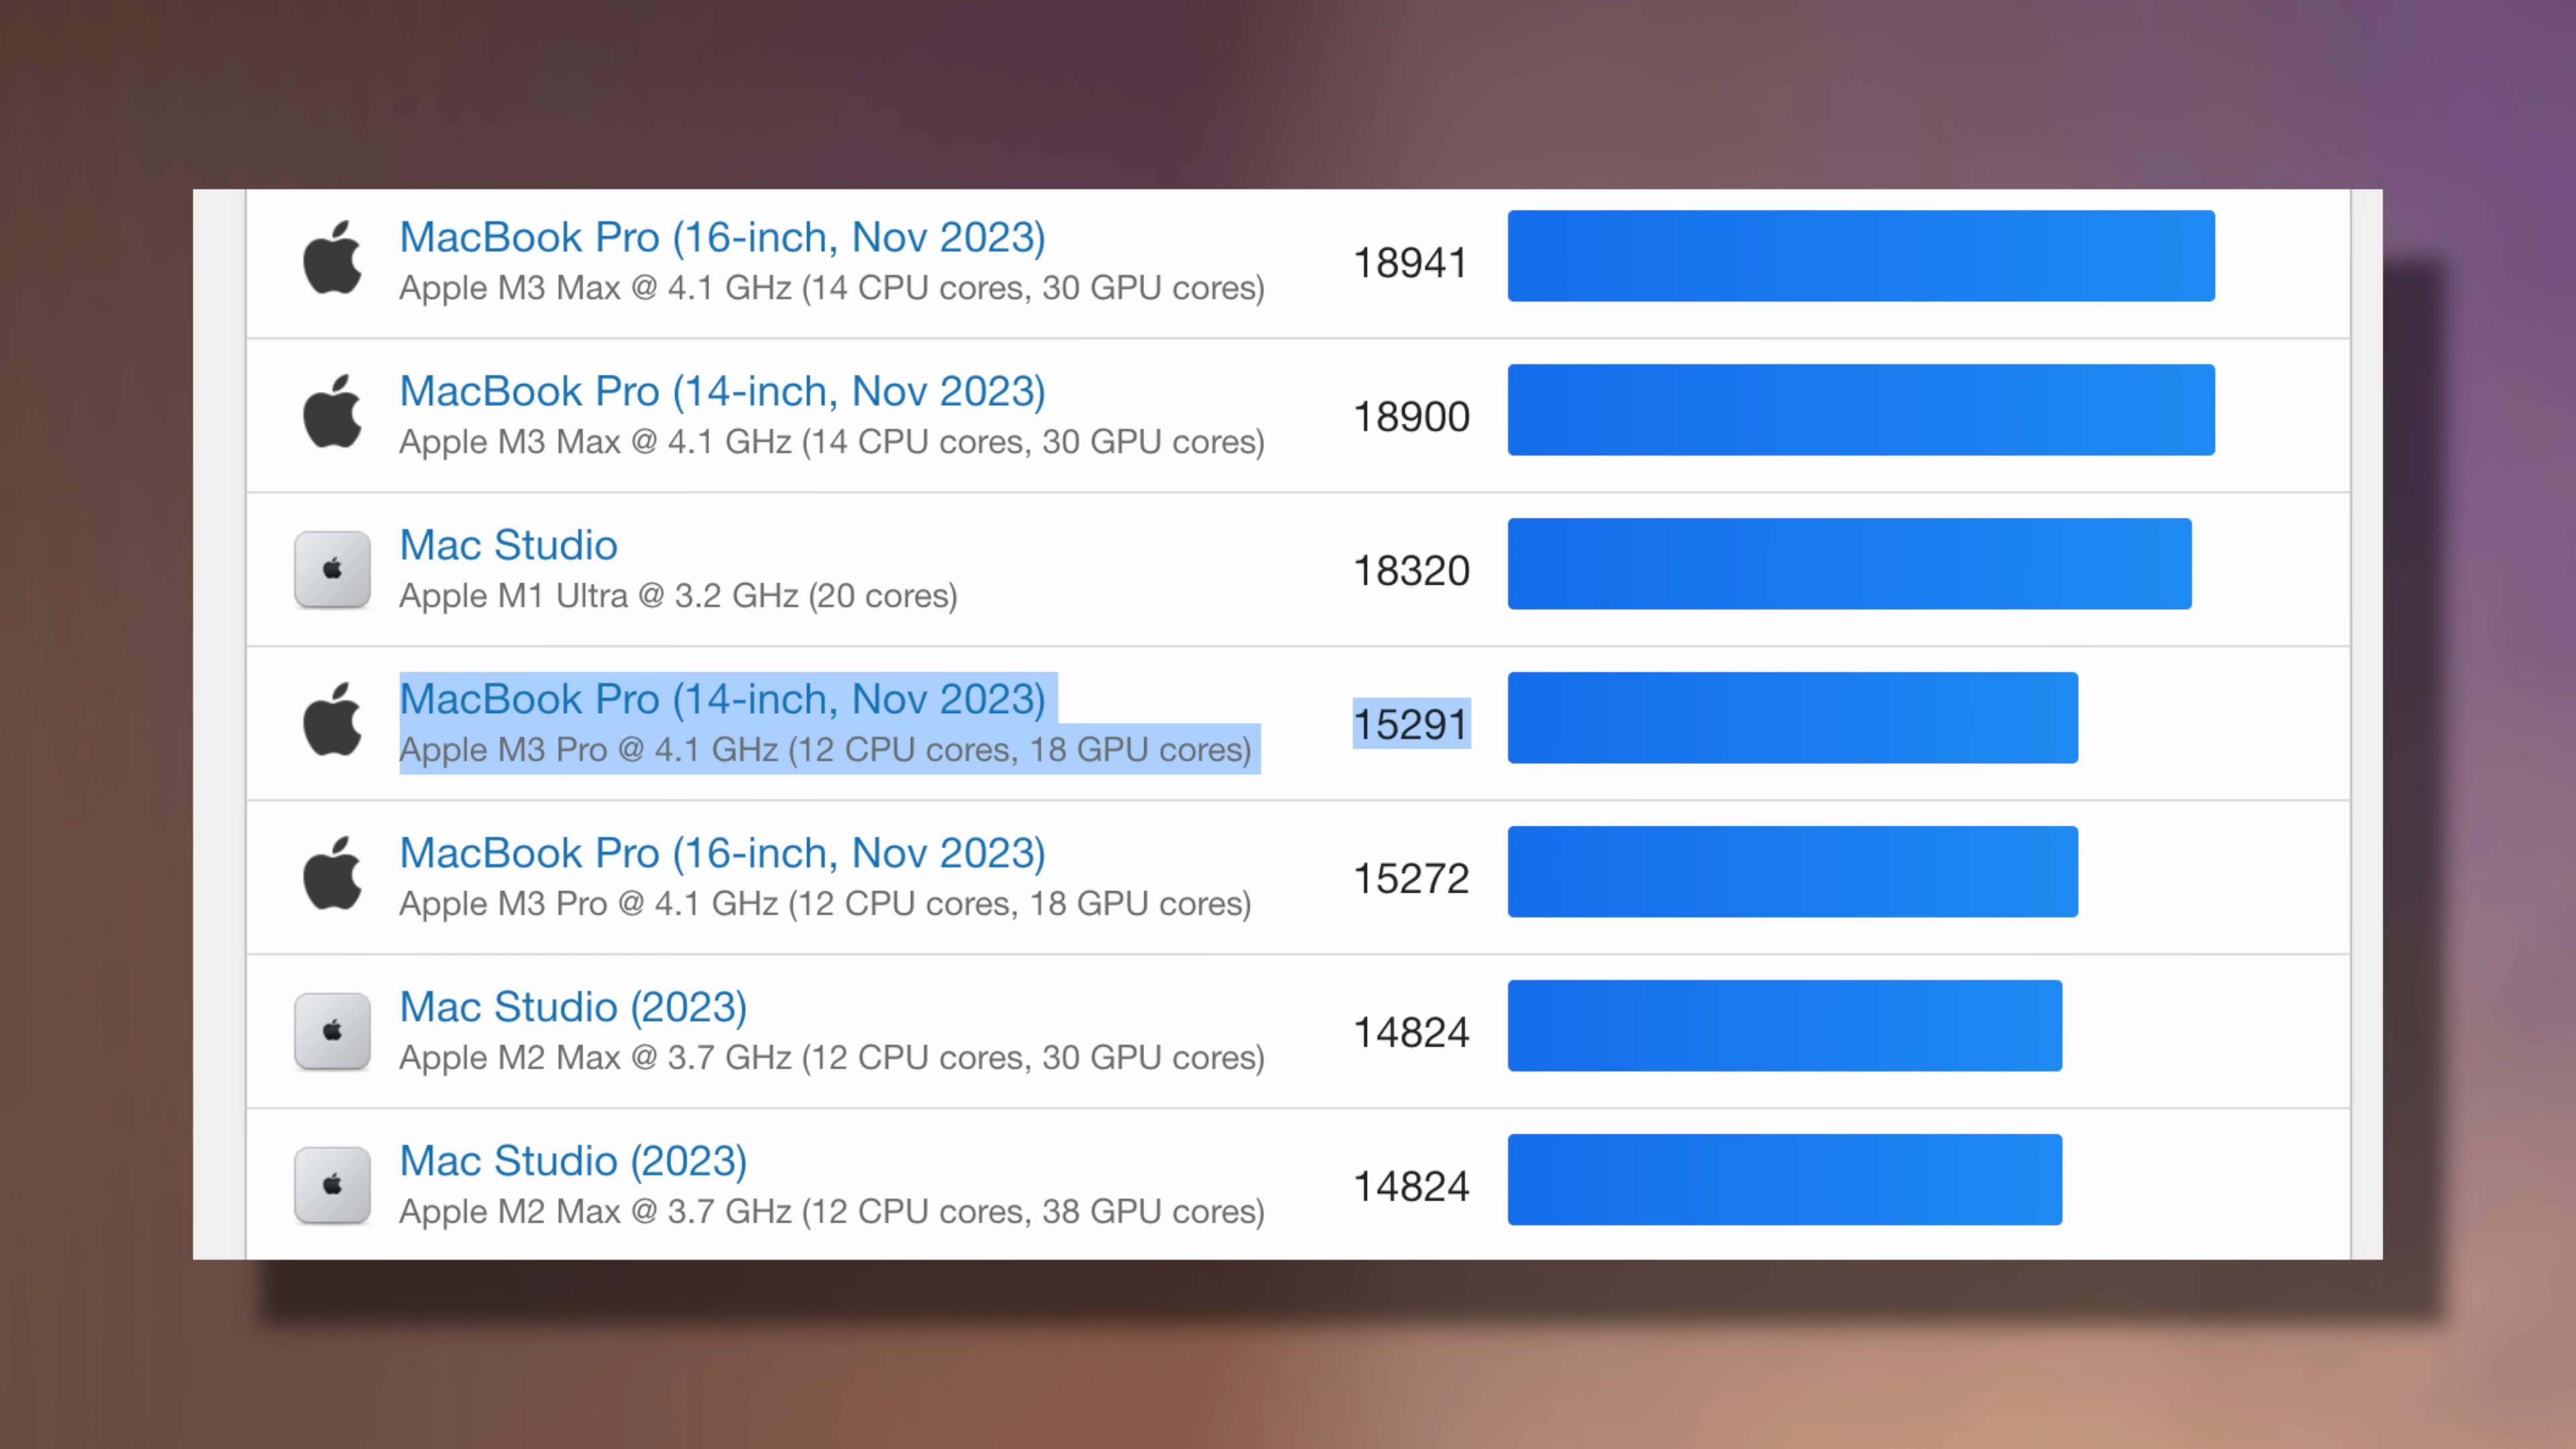 MacBook Pro (16-inch, Nov 2023)
Apple M3 Max @ 4.1 GHz (14 CPU cores, 30 GPU cores)
18941
MacBook Pro (14-inch, Nov 2023)
Apple M3 Max @ 4.1 GHz (14 CPU cores, 30 GPU cores)
18900
Mac Studio
Apple M1 Ultra @ 3.2 GHz (20 cores)
18320
MacBook Pro (14-inch, Nov 2023)
Apple M3 Pro @ 4.1 GHz (12 CPU cores, 18 GPU cores)
15291
MacBook Pro (16-inch, Nov 2023)
Apple M3 Pro @ 4.1 GHz (12 CPU cores, 18 GPU cores)
15272
Mac Studio (2023)
Apple M2 Max @ 3.7 GHz (12 CPU cores, 30 GPU cores)
14824
Mac Studio (2023)
Apple M2 Max @ 3.7 GHz (12 CPU cores, 38 GPU cores)
14824